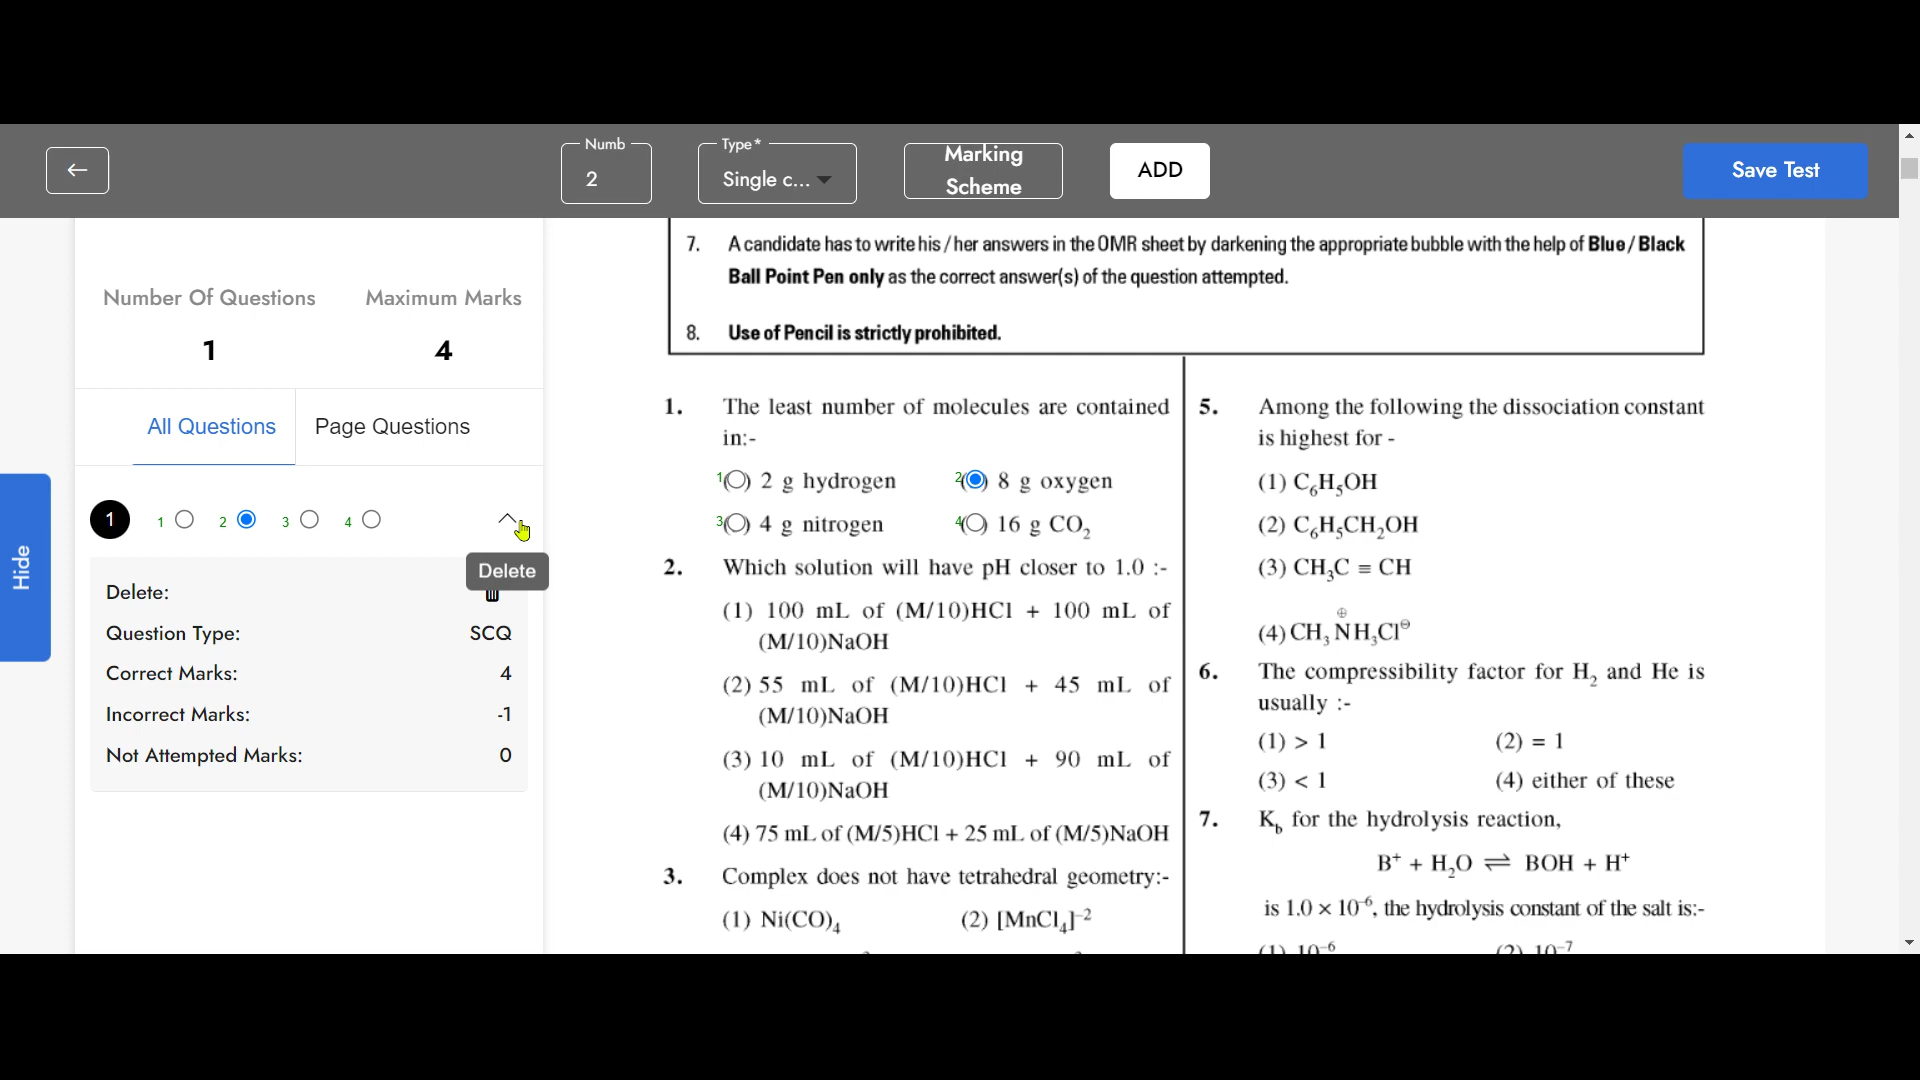 ←
Numb
2
Type*
Single c...
Marking
Scheme
ADD
Save Test
Number Of Questions
Maximum Marks
1
4
All Questions
Page Questions
1
1
2
3
4
Delete
Delete:
Question Type:
SCQ
Correct Marks:
4
Incorrect Marks:
-1
Not Attempted Marks:
0
Hide
7. A candidate has to write his / her answers in the OMR sheet by darkening the appropriate bubble with the help of Blue / Black
Ball Point Pen only as the correct answer(s) of the question attempted.
8. Use of Pencil is strictly prohibited.
1. The least number of molecules are contained
in:-
1 2 g hydrogen
2 8 g oxygen
3 4 g nitrogen
4 16 g CO₂
2. Which solution will have pH closer to 1.0 :-
(1) 100 mL of (M/10)HCl + 100 mL of
(M/10)NaOH
(2) 55 mL of (M/10)HCl + 45 mL of
(M/10)NaOH
(3) 10 mL of (M/10)HCl + 90 mL of
(M/10)NaOH
(4) 75 mL of (M/5)HCl + 25 mL of (M/5)NaOH
3. Complex does not have tetrahedral geometry:-
(1) Ni(CO)₄
(2) [MnCl₄]⁻²
5. Among the following the dissociation constant
is highest for -
(1) C₆H₅OH
(2) C₆H₅CH₂OH
(3) CH₃C ≡ CH
⊕
(4) CH₃NH₃Cl⊖
6. The compressibility factor for H₂ and He is
usually :-
(1) > 1
(2) = 1
(3) < 1
(4) either of these
7. K_b for the hydrolysis reaction,
B⁺ + H₂O ⇌ BOH + H⁺
is 1.0 × 10⁻⁶, the hydrolysis constant of the salt is:-
(1) 10⁻⁶
(2) 10⁻⁷